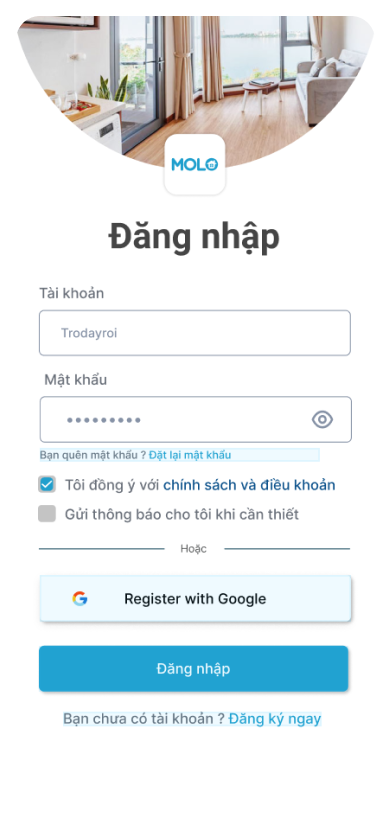 MOLO
Đăng nhập
Tài khoản
Trodayroi
Mật khẩu
•••••••••
Bạn quên mật khẩu ? Đặt lại mật khẩu
Tôi đồng ý với chính sách và điều khoản
Gửi thông báo cho tôi khi cần thiết
Hoặc
Register with Google
Đăng nhập
Bạn chưa có tài khoản ? Đăng ký ngay